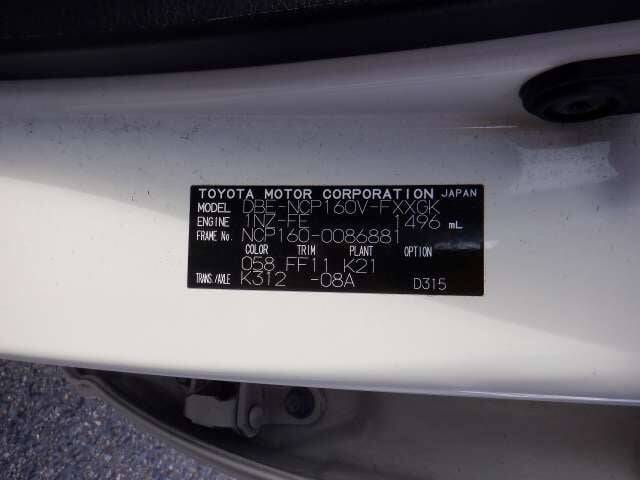 TOYOTA MOTOR CORPORATION JAPAN
MODEL DBE-NCP160V-FXXGK
ENGINE 1NZ-FE 1496 mL
FRAME No. NCP160-0086881
COLOR TRIM PLANT OPTION
058 FF11 K21
TRANS./AXLE K312 -08A D315